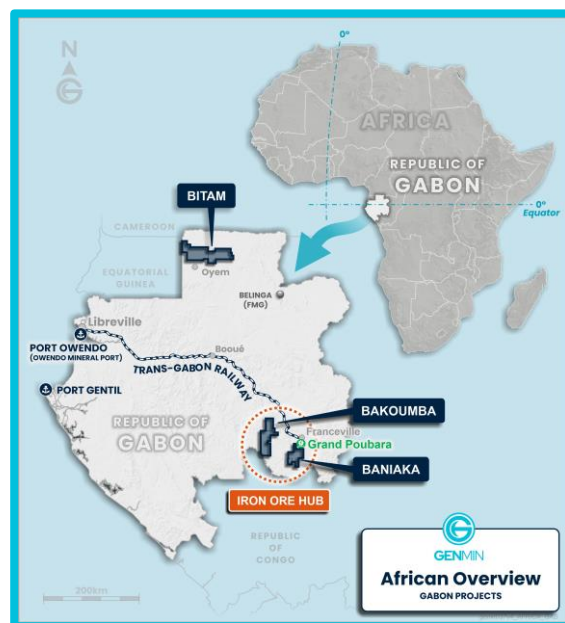 N
0°
AFRICA
REPUBLIC OF
GABON
0°
Equator
BITAM
CAMEROON
EQUATORIAL
GUINEA
Oyem
BELINGA
(FMG)
Libreville
PORT OWENDO
(OWENDO MINERAL PORT)
Booué
TRANS-GABON RAILWAY
PORT GENTIL
BAKOUMBA
REPUBLIC OF
GABON
Franceville
Grand Poubara
BANIAKA
IRON ORE HUB
REPUBLIC
OF
CONGO
G
GENMIN
African Overview
GABON PROJECTS
200km